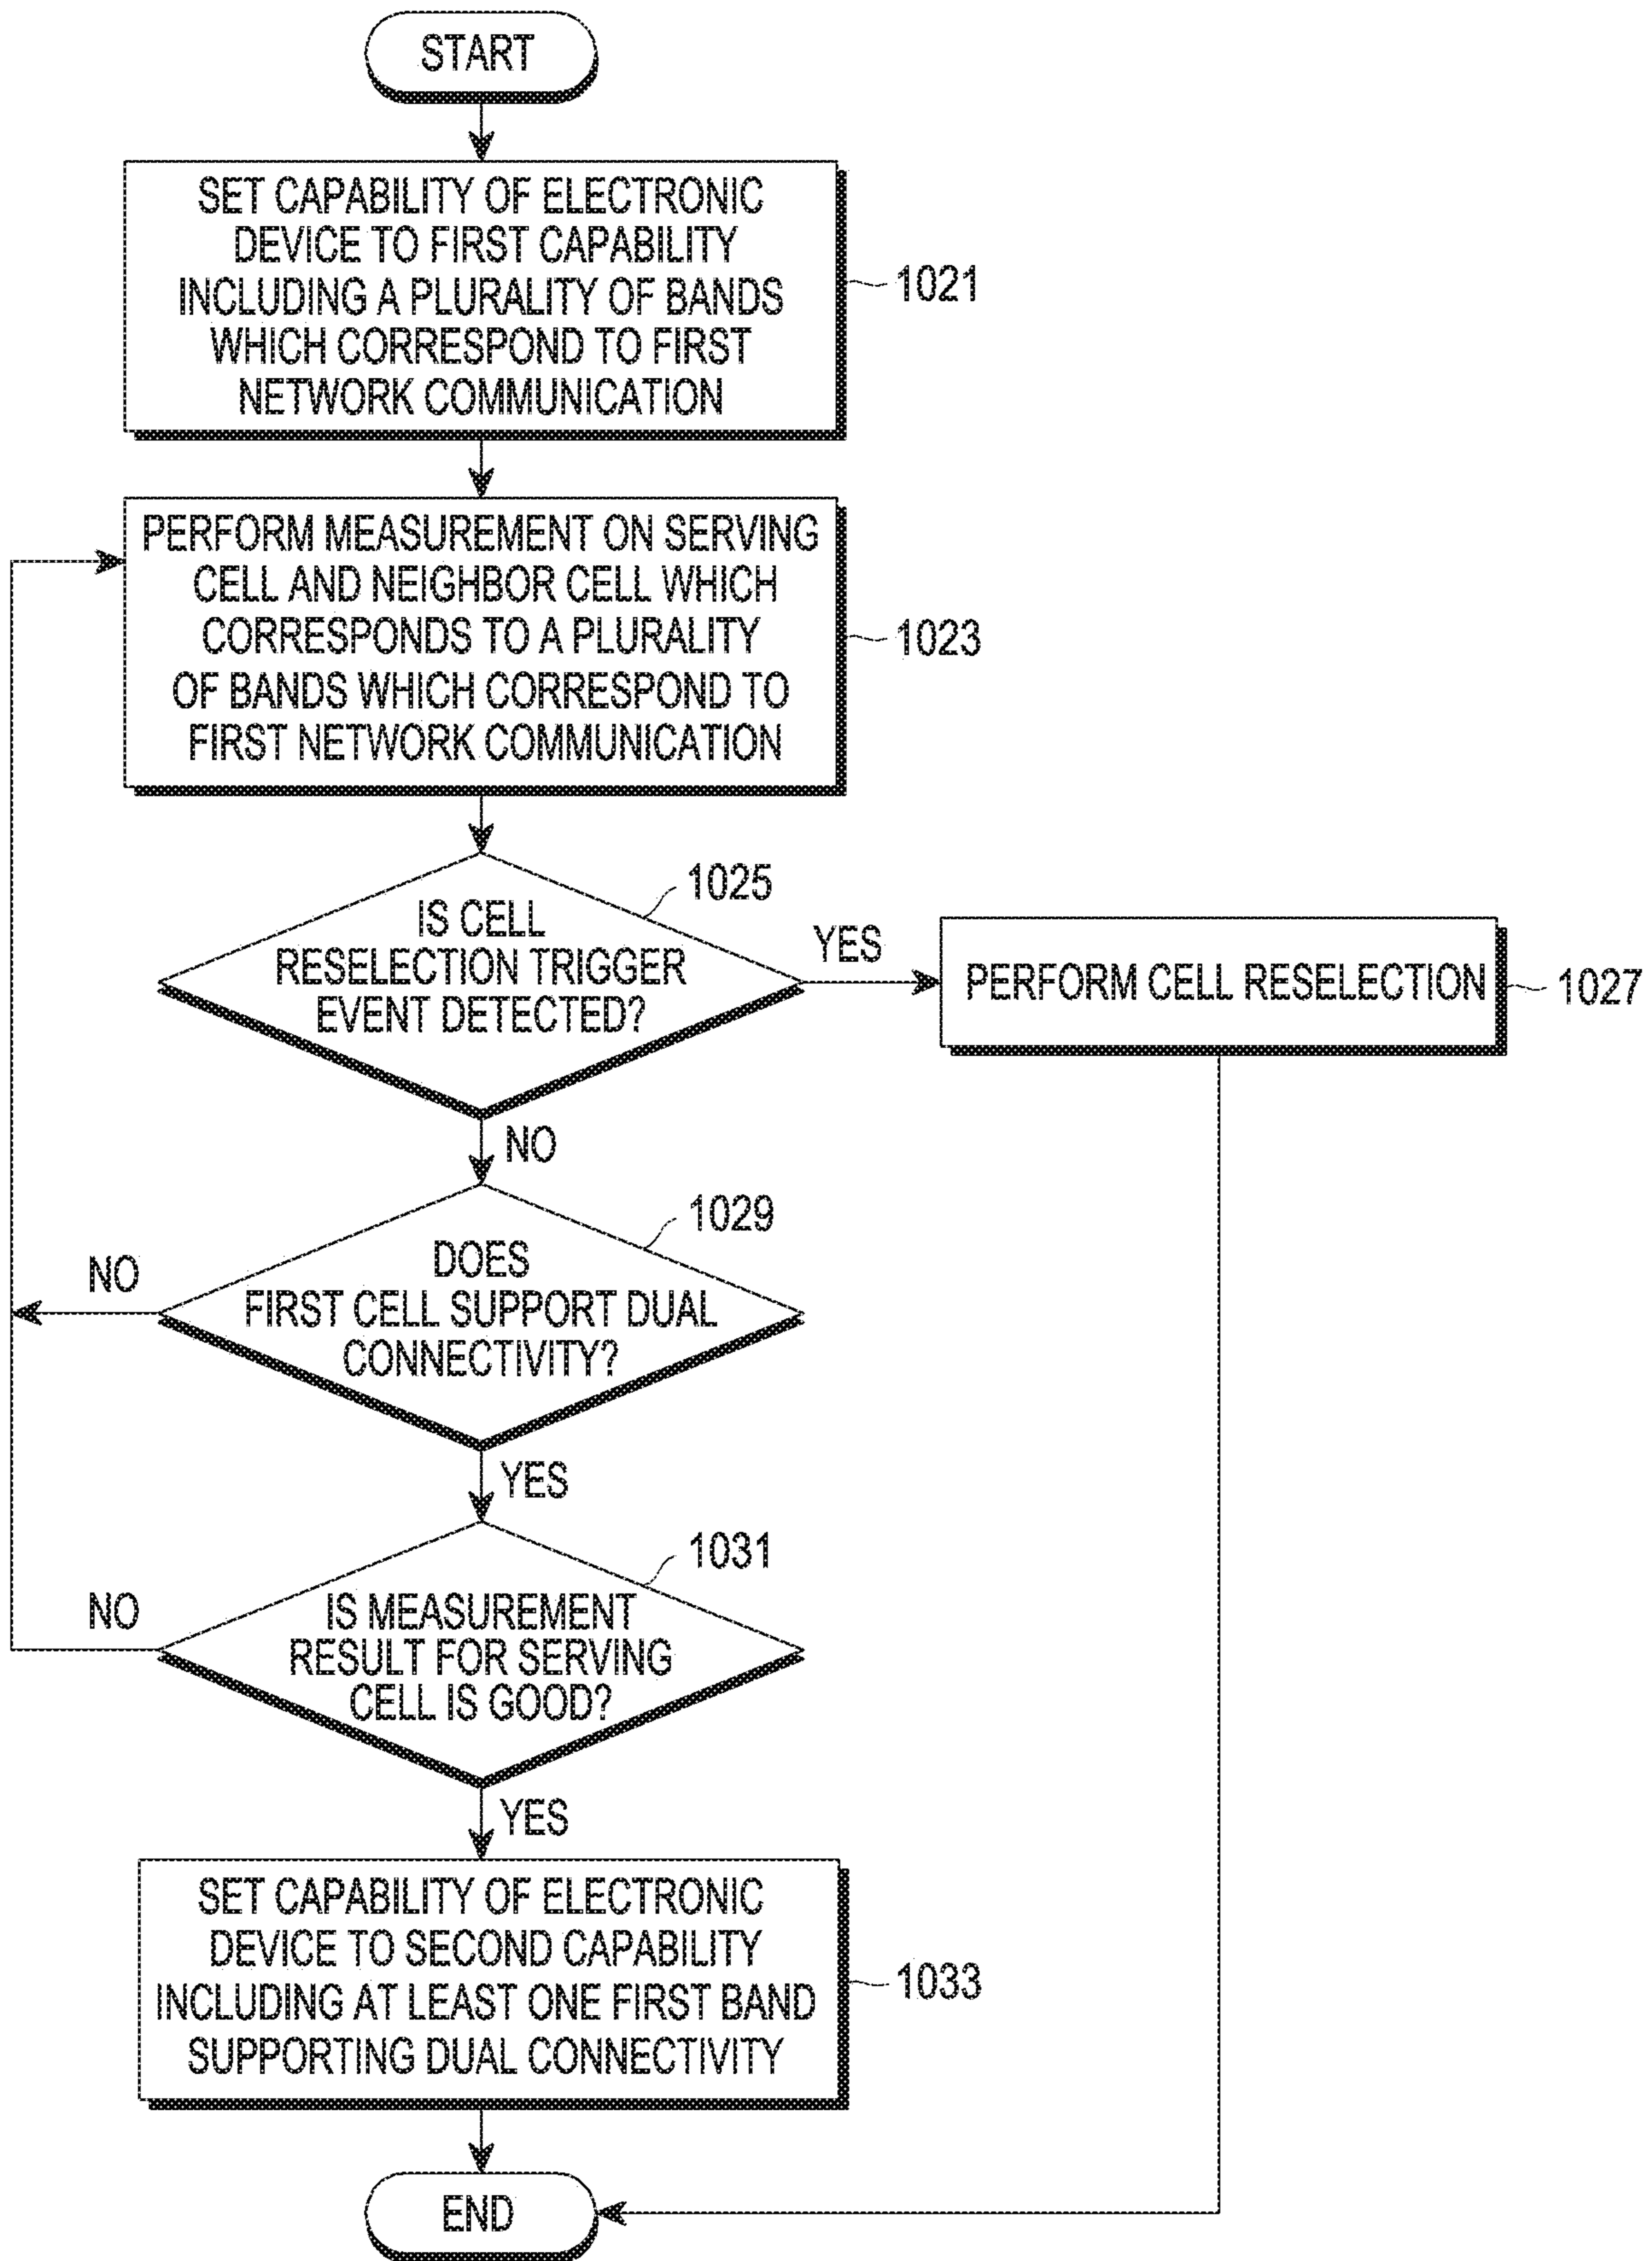 START
SET CAPABILITY OF ELECTRONIC
DEVICE TO FIRST CAPABILITY
INCLUDING A PLURALITY OF BANDS
WHICH CORRESPOND TO FIRST
NETWORK COMMUNICATION
1021
PERFORM MEASUREMENT ON SERVING
CELL AND NEIGHBOR CELL WHICH
CORRESPONDS TO A PLURALITY
OF BANDS WHICH CORRESPOND TO
FIRST NETWORK COMMUNICATION
1023
1025
IS CELL
RESELECTION TRIGGER
EVENT DETECTED?
YES
PERFORM CELL RESELECTION
1027
NO
1029
DOES
FIRST CELL SUPPORT DUAL
CONNECTIVITY?
NO
YES
1031
IS MEASUREMENT
RESULT FOR SERVING
CELL IS GOOD?
NO
YES
SET CAPABILITY OF ELECTRONIC
DEVICE TO SECOND CAPABILITY
INCLUDING AT LEAST ONE FIRST BAND
SUPPORTING DUAL CONNECTIVITY
1033
END